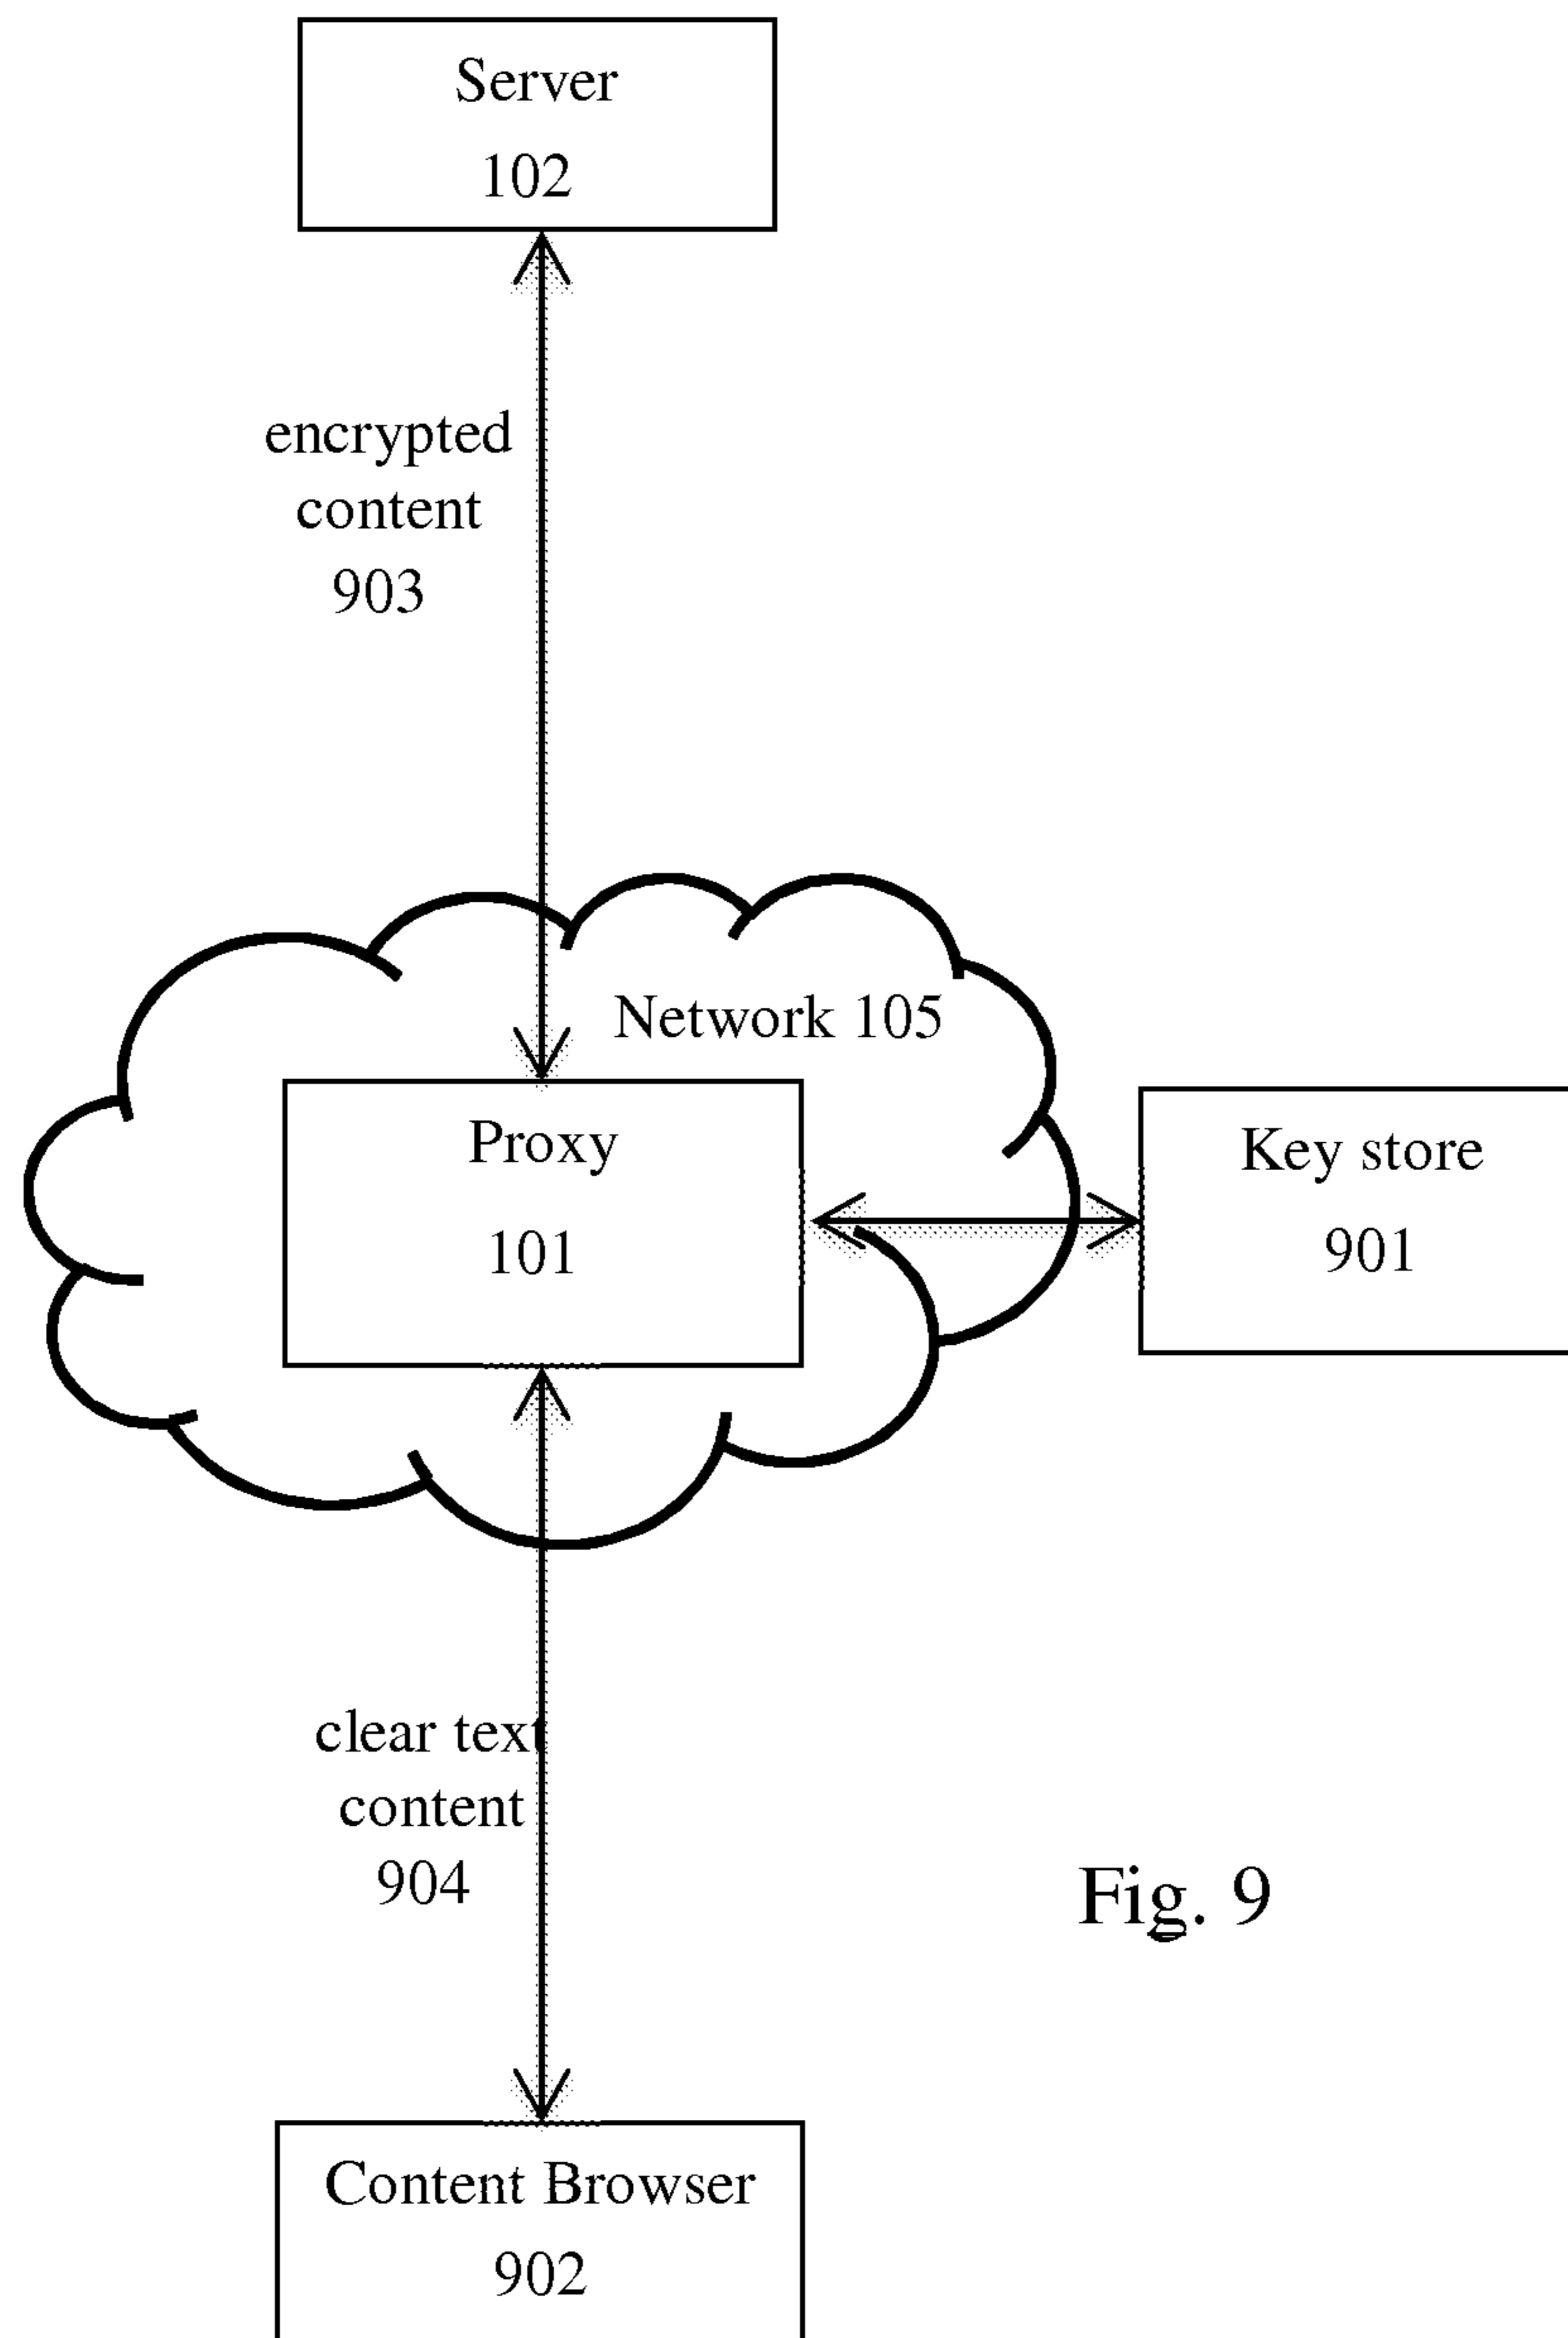 Server
102
encrypted
content
903
Network 105
Proxy
101
Key store
901
clear text
content
904
Fig. 9
Content Browser
902